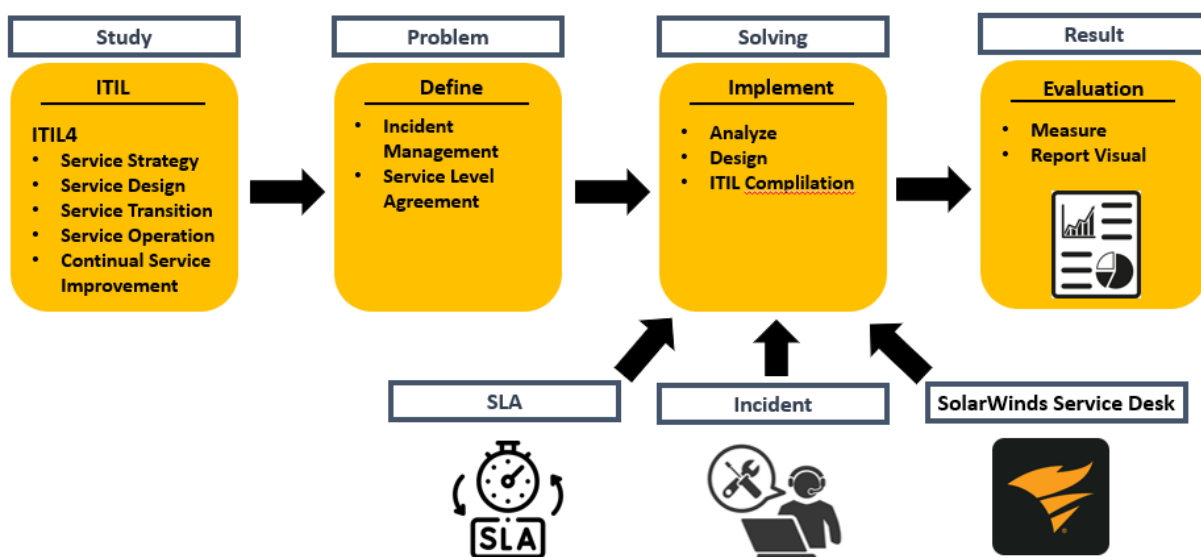 Study
Problem
Solving
Result
ITIL
ITIL4
• Service Strategy
• Service Design
• Service Transition
• Service Operation
• Continual Service
Improvement
Define
• Incident
Management
• Service Level
Agreement
Implement
• Analyze
• Design
• ITIL Complilation
Evaluation
• Measure
• Report Visual
SLA
Incident
SolarWinds Service Desk
SLA